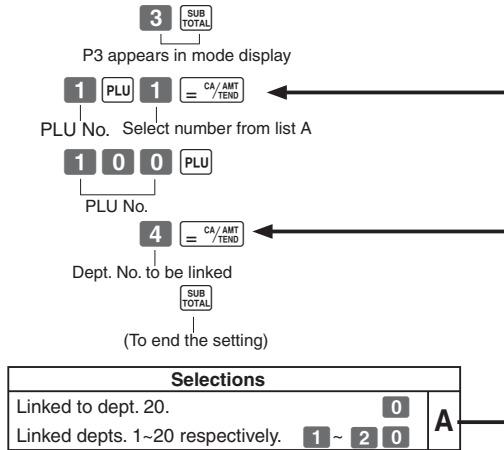 3 SUB TOTAL
P3 appears in mode display
1 PLU 1 = CA/AMT TEND
PLU No. Select number from list A
1 0 0 PLU
PLU No.
4 = CA/AMT TEND
Dept. No. to be linked
SUB TOTAL
(To end the setting)
Selections
Linked to dept. 20. 0
A
Linked depts. 1~20 respectively. 1 ~ 2 0